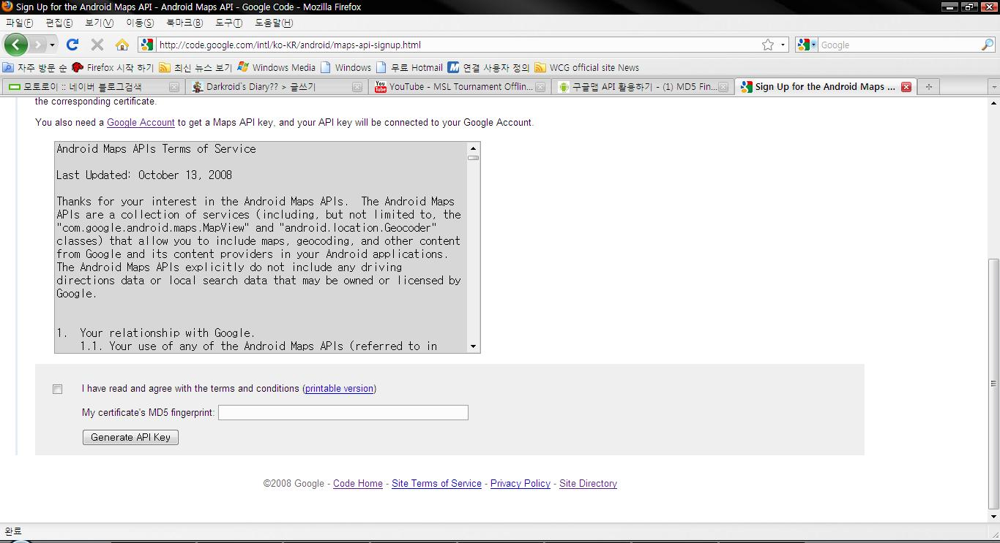 Sign Up for the Android Maps API - Android Maps API - Google Code - Mozilla Firefox
파일(F) 편집(E) 보기(V) 이동(S) 북마크(B) 도구(T) 도움말(H)
http://code.google.com/intl/ko-KR/android/maps-api-signup.html
Google
자주 방문 순 Firefox 시작 하기 최신 뉴스 보기 Windows Media Windows 무료 Hotmail 연결 사용자 정의 WCG official site News
모토로이 :: 네이버 블로그검색 Darkroid's Diary?? > 글쓰기 YouTube - MSL Tournament Offlin... 구글맵 API 활용하기 - (1) MD5 Fin... Sign Up for the Android Maps ...
the corresponding certificate.
You also need a Google Account to get a Maps API key, and your API key will be connected to your Google Account.
Android Maps APIs Terms of Service
Last Updated: October 13, 2008
Thanks for your interest in the Android Maps APIs.  The Android Maps
APIs are a collection of services (including, but not limited to, the
"com.google.android.maps.MapView" and "android.location.Geocoder"
classes) that allow you to include maps, geocoding, and other content
from Google and its content providers in your Android applications.
The Android Maps APIs explicitly do not include any driving
directions data or local search data that may be owned or licensed by
Google.
1.  Your relationship with Google.
1.1. Your use of any of the Android Maps APIs (referred to in
I have read and agree with the terms and conditions (printable version)
My certificate's MD5 fingerprint:
Generate API Key
©2008 Google - Code Home - Site Terms of Service - Privacy Policy - Site Directory
완료